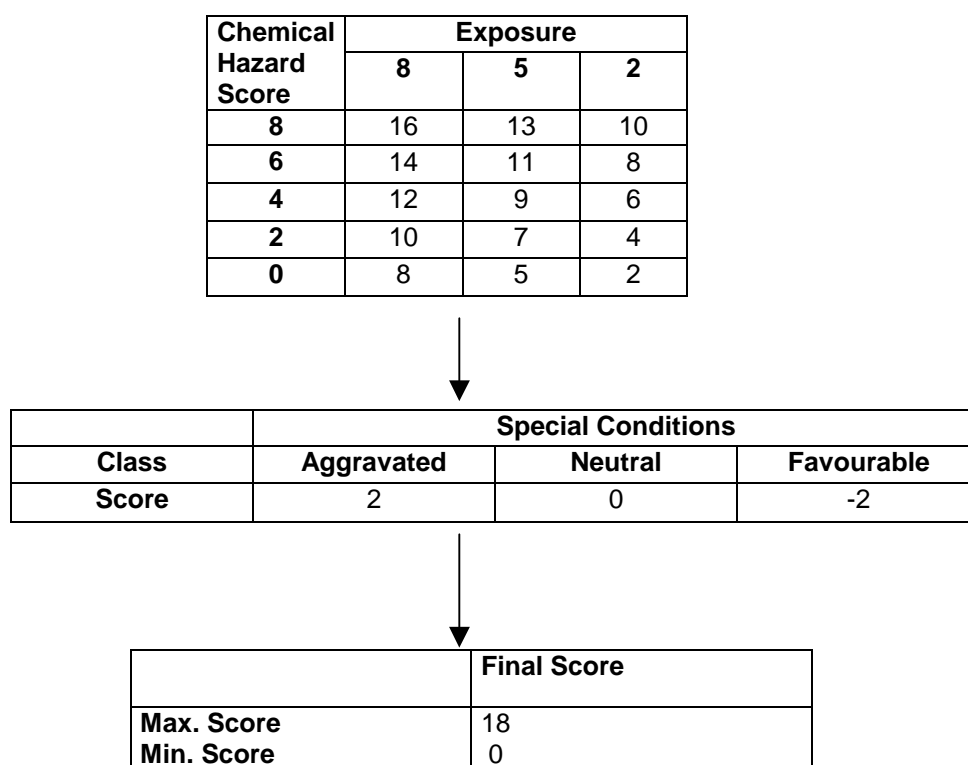 Chemical Exposure
Hazard 8 5 2
Score
8 16 13 10
6 14 11 8
4 12 9 6
2 10 7 4
0 8 5 2
Special Conditions
Class Aggravated Neutral Favourable
Score 2 0 -2
Final Score
Max. Score 18
Min. Score 0